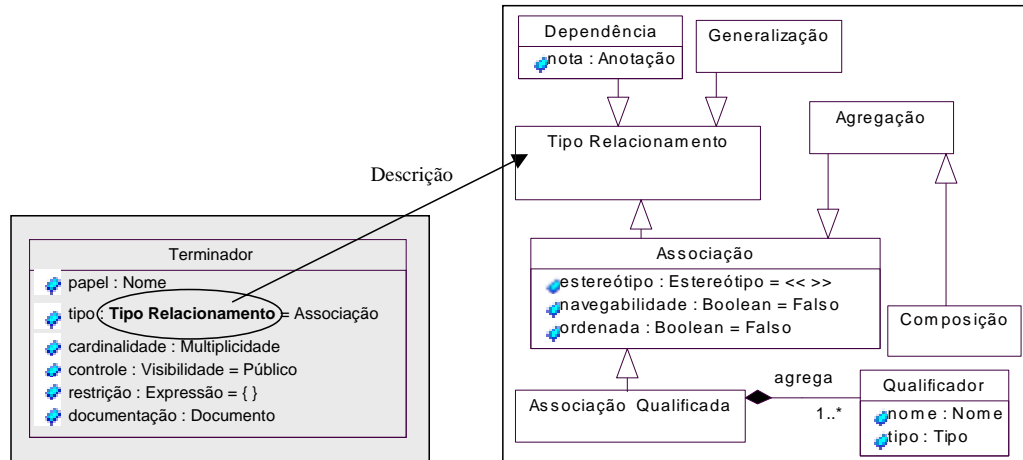 Dependência
nota : Anotação
Generalização
Tipo Relacionamento
Agregação
Descrição
Terminador
papel : Nome
tipo : Tipo Relacionamento = Associação
cardinalidade : Multiplicidade
controle : Visibilidade = Público
restrição : Expressão = { }
documentação : Documento
Associação
estereótipo : Estereótipo = << >>
navegabilidade : Boolean = Falso
ordenada : Boolean = Falso
Composição
Associação Qualificada
agrega
1..*
Qualificador
nome : Nome
tipo : Tipo